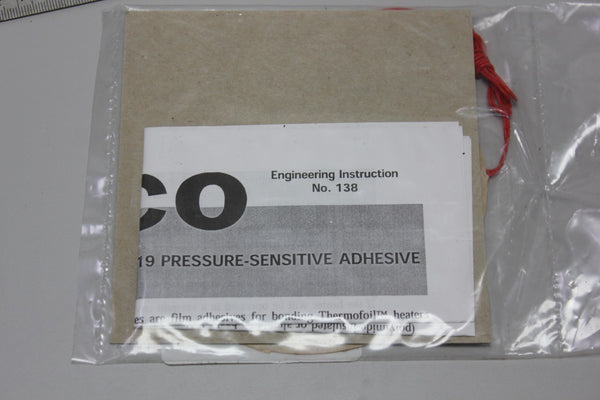 Engineering Instruction
No. 138
co
19 PRESSURE-SENSITIVE ADHESIVE
es are film adhesives for bonding Thermofoil™ heaters